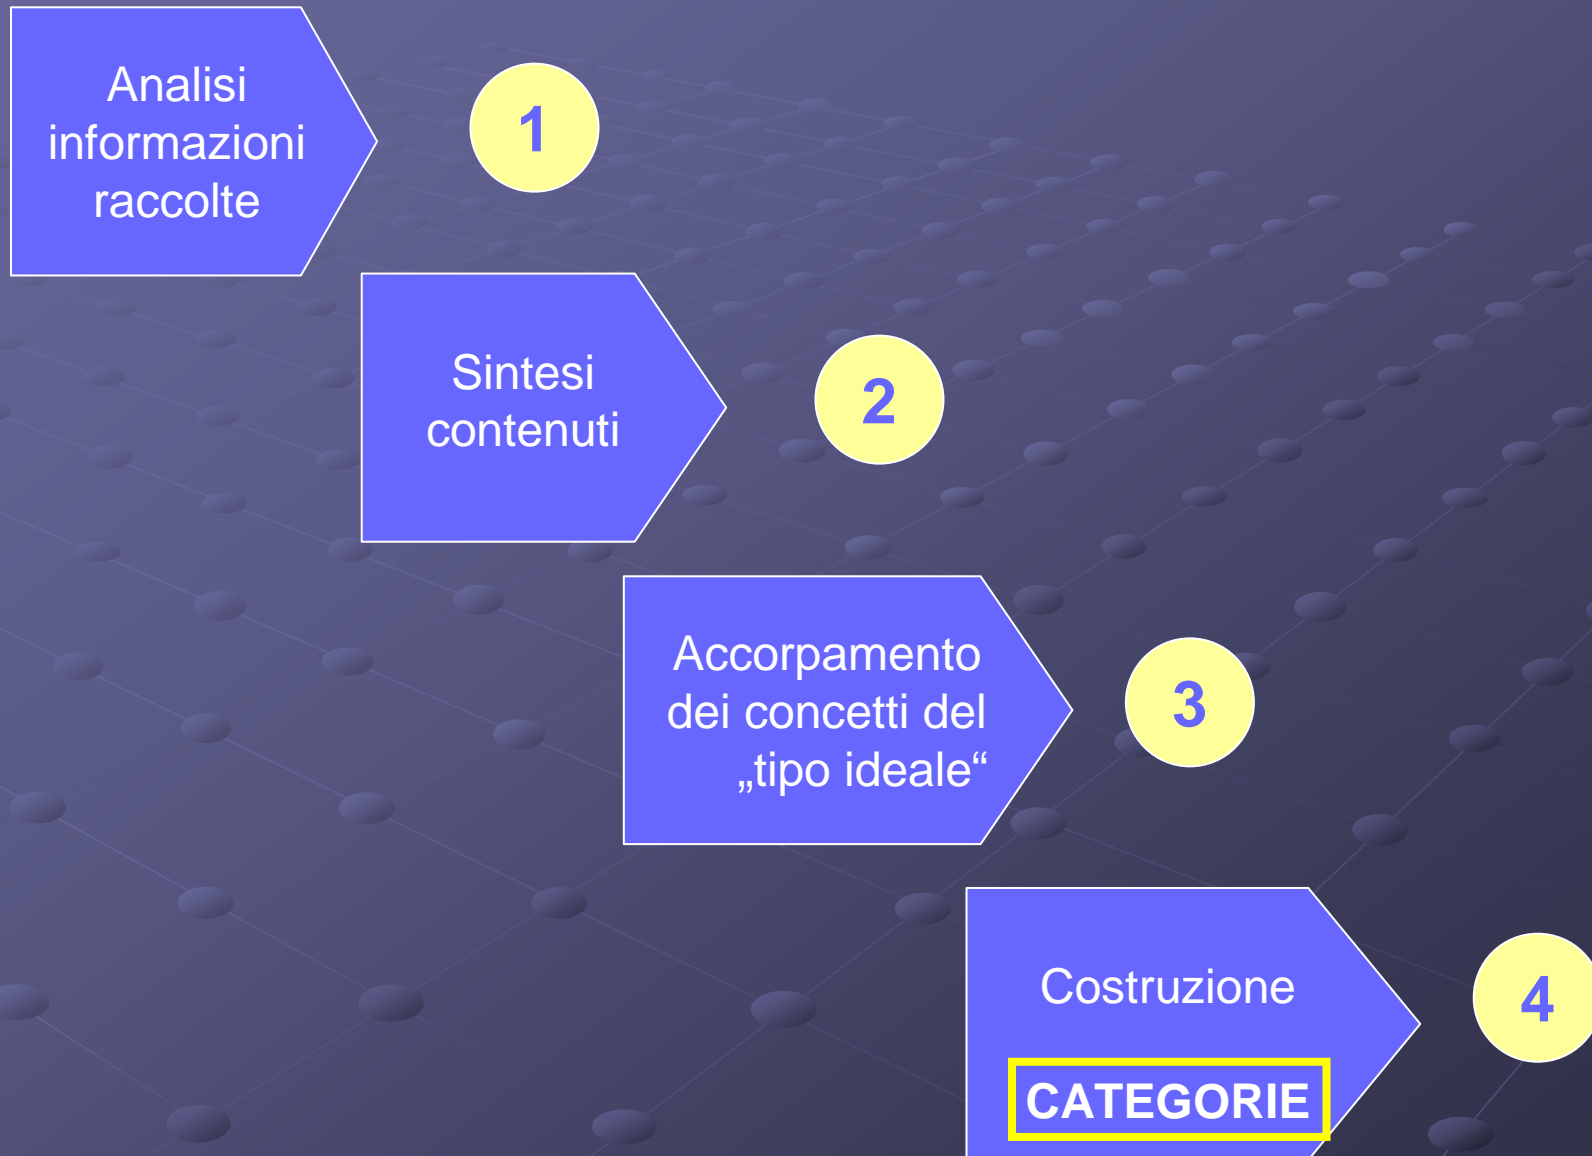 Analisi
informazioni
raccolte
1
Sintesi
contenuti
2
Accorpamento
dei concetti del
„tipo ideale“
3
Costruzione
CATEGORIE
4